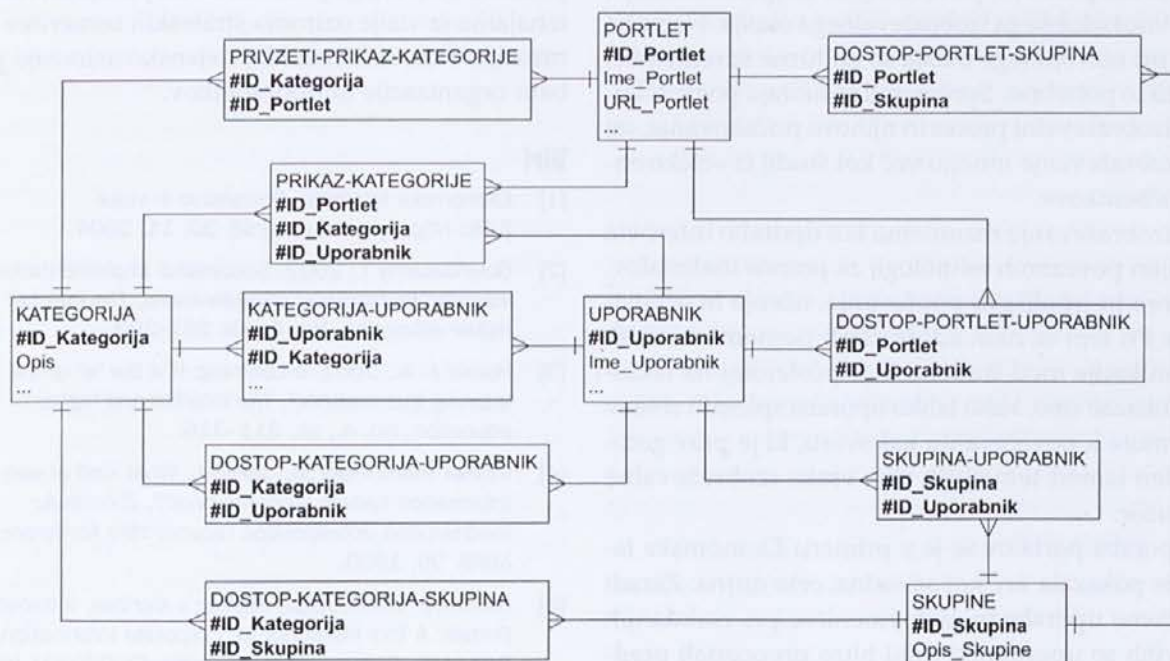 PRIVZETI-PRIKAZ-KATEGORIJE
#ID_Kategorija
#ID_Portlet
PORTLET
#ID_Portlet
Ime_Portlet
URL_Portlet
...
DOSTOP-PORTLET-SKUPINA
#ID_Portlet
#ID_Skupina
PRIKAZ-KATEGORIJE
#ID_Portlet
#ID_Kategorija
#ID_Uporabnik
KATEGORIJA
#ID_Kategorija
Opis
...
KATEGORIJA-UPORABNIK
#ID_Uporabnik
#ID_Kategorija
...
UPORABNIK
#ID_Uporabnik
Ime_Uporabnik
...
DOSTOP-PORTLET-UPORABNIK
#ID_Portlet
#ID_Uporabnik
DOSTOP-KATEGORIJA-UPORABNIK
#ID_Kategorija
#ID_Uporabnik
SKUPINA-UPORABNIK
#ID_Skupina
#ID_Uporabnik
DOSTOP-KATEGORIJA-SKUPINA
#ID_Kategorija
#ID_Skupina
SKUPINE
#ID_Skupina
Opis_Skupine